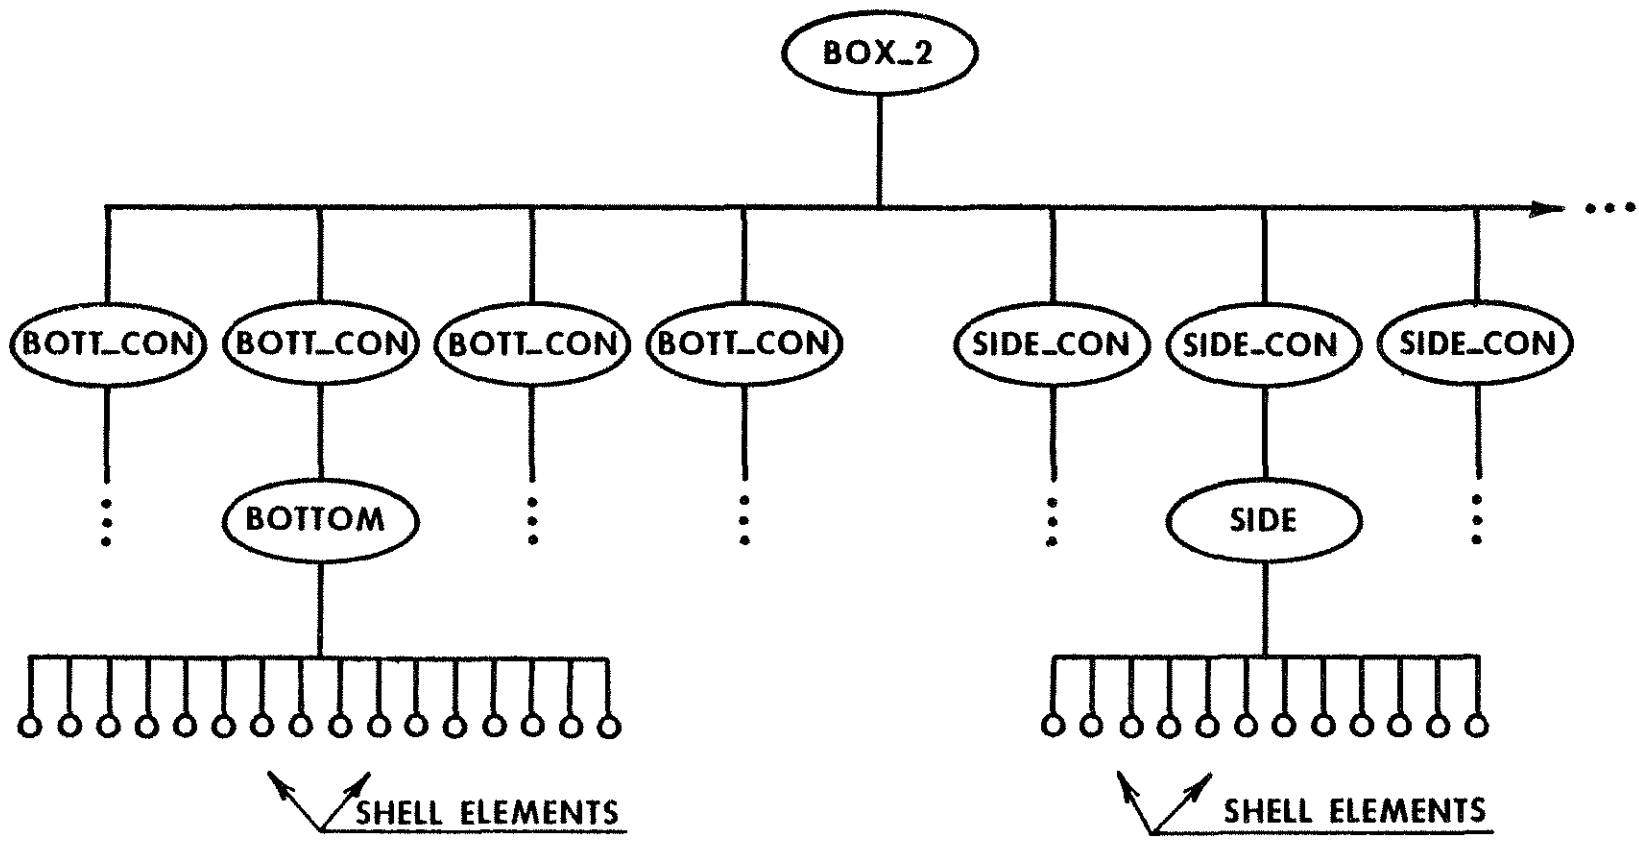 BOX_2
BOTT_CON BOTT_CON BOTT_CON BOTT_CON SIDE_CON SIDE_CON SIDE_CON
BOTTOM SIDE
SHELL ELEMENTS SHELL ELEMENTS